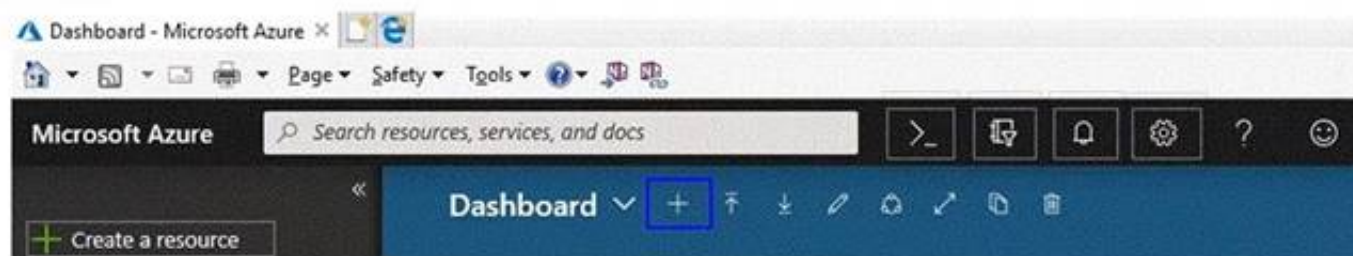 Dashboard - Microsoft Azure
Page Safety Tools
Microsoft Azure Search resources, services, and docs
Dashboard
Create a resource